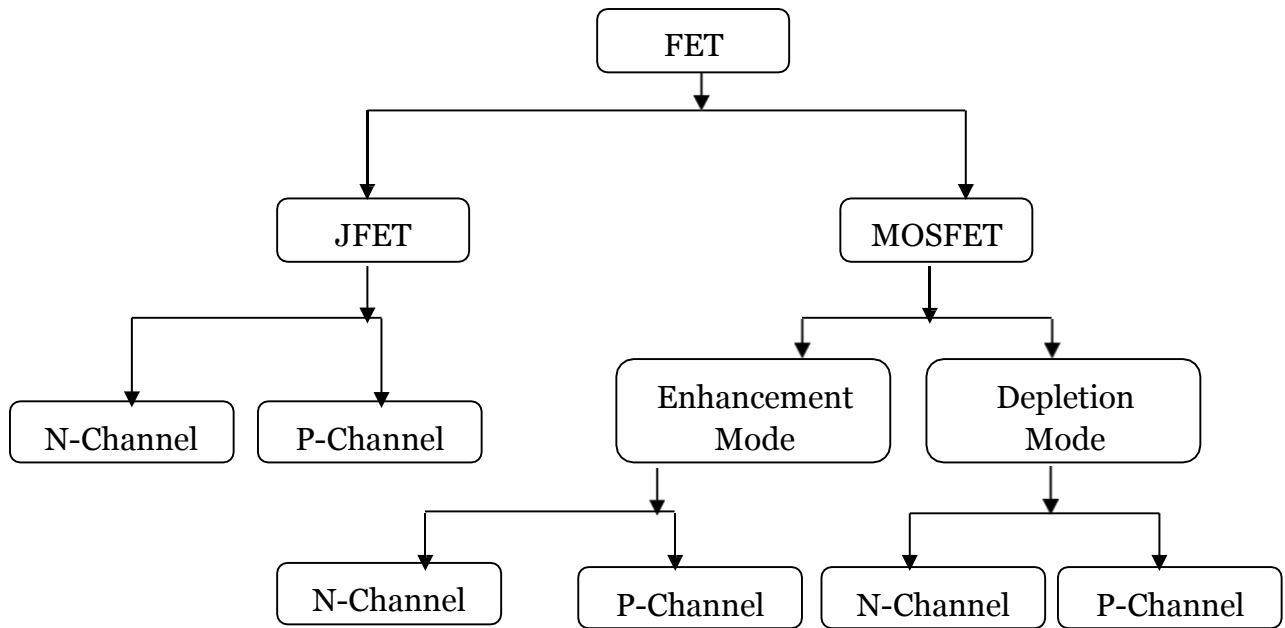 FET
JFET
MOSFET
N-Channel
P-Channel
Enhancement
Mode
Depletion
Mode
N-Channel
P-Channel
N-Channel
P-Channel